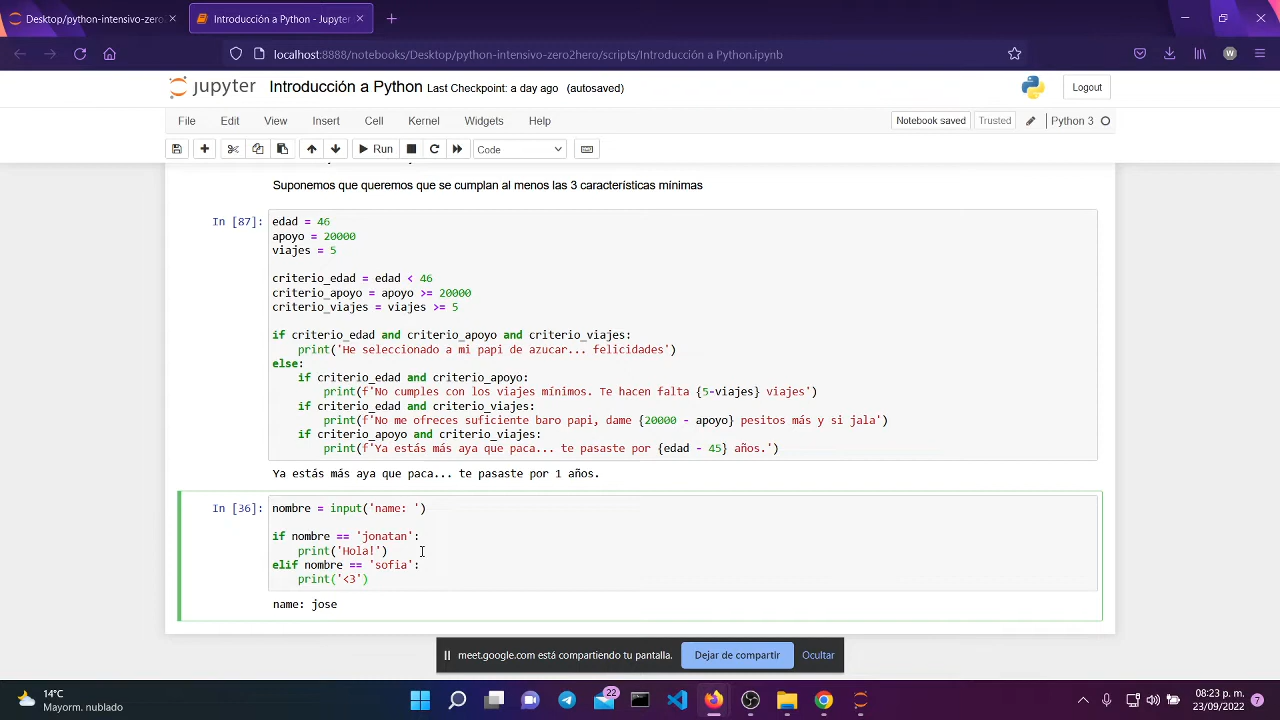 Desktop/python-intensivo-zero
Introducción a Python - Jupyter
localhost:8888/notebooks/Desktop/python-intensivo-zero2hero/scripts/Introducción a Python.ipynb
W
jupyter Introducción a Python Last Checkpoint: a day ago (autosaved)
Logout
File Edit View Insert Cell Kernel Widgets Help
Notebook saved Trusted Python 3
Run Code
Suponemos que queremos que se cumplan al menos las 3 características mínimas
In [87]: edad = 46
apoyo = 20000
viajes = 5
criterio_edad = edad < 46
criterio_apoyo = apoyo >= 20000
criterio_viajes = viajes >= 5
if criterio_edad and criterio_apoyo and criterio_viajes:
print('He seleccionado a mi papi de azucar... felicidades')
else:
if criterio_edad and criterio_apoyo:
print(f'No cumples con los viajes mínimos. Te hacen falta {5-viajes} viajes')
if criterio_edad and criterio_viajes:
print(f'No me ofreces suficiente baro papi, dame {20000 - apoyo} pesitos más y si jala')
if criterio_apoyo and criterio_viajes:
print(f'Ya estás más aya que paca... te pasaste por {edad - 45} años.')
Ya estás más aya que paca... te pasaste por 1 años.
In [36]: nombre = input('name: ')
if nombre == 'jonatan':
print('Hola!')
elif nombre == 'sofia':
print('<3')
name: jose
meet.google.com está compartiendo tu pantalla. Dejar de compartir Ocultar
14°C
Mayorm. nublado
22
08:23 p. m.
23/09/2022
7